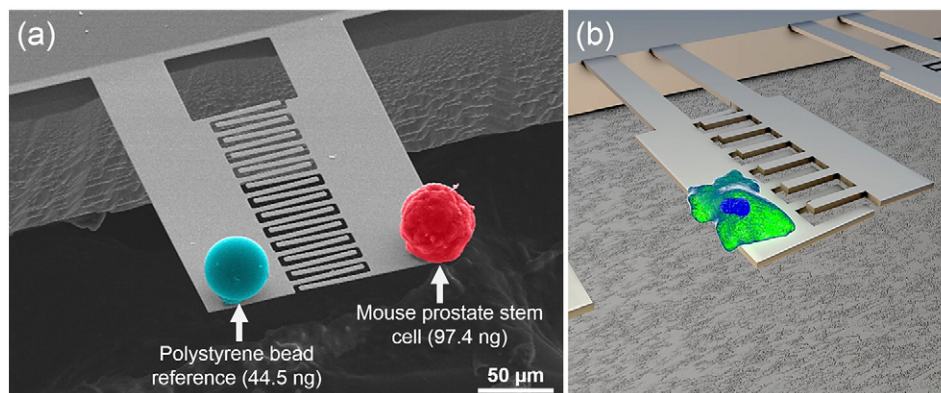 (a)
(b)
Mouse prostate stem
cell (97.4 ng)
Polystyrene bead
reference (44.5 ng)
50 μm